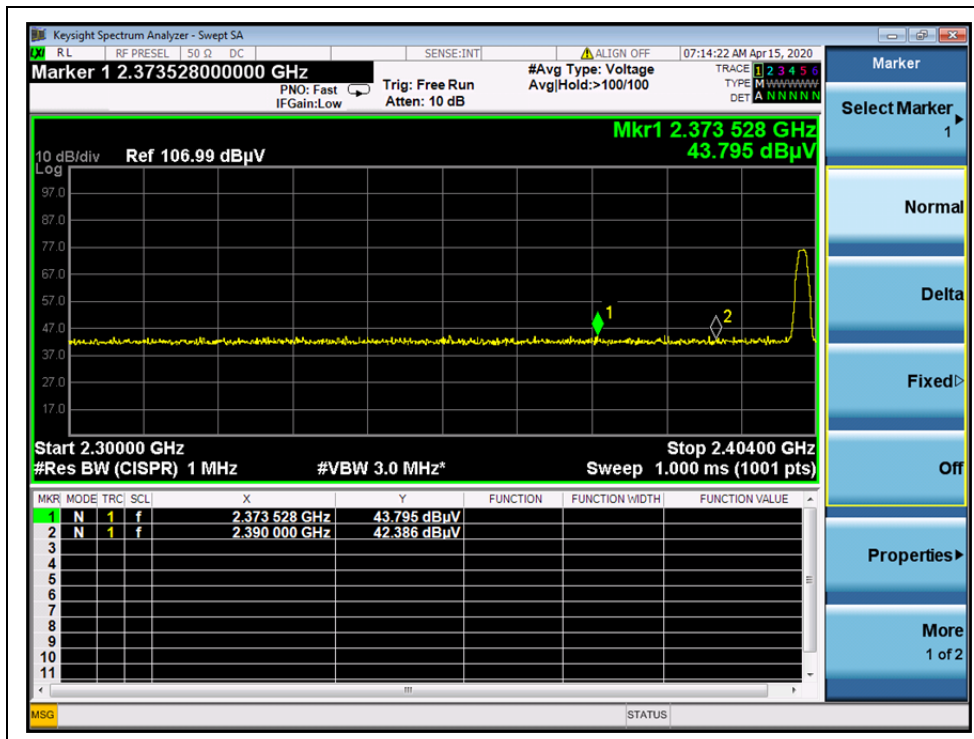 Keysight Spectrum Analyzer - Swept SA
LXI RL RF PRESEL 50 Ω DC SENSE:INT ALIGN OFF 07:14:22 AM Apr 15, 2020
Marker 1 2.373528000000 GHz
PNO: Fast
IFGain:Low
Trig: Free Run
Atten: 10 dB
#Avg Type: Voltage
Avg|Hold:>100/100
TRACE 1 2 3 4 5 6
TYPE M WWWWW
DET A N N N N N
Mkr1 2.373 528 GHz
43.795 dBµV
10 dB/div Ref 106.99 dBµV
Log
97.0
87.0
77.0
67.0
57.0
47.0
37.0
27.0
17.0
1
2
Start 2.30000 GHz Stop 2.40400 GHz
#Res BW (CISPR) 1 MHz #VBW 3.0 MHz* Sweep 1.000 ms (1001 pts)
MKR MODE TRC SCL X Y FUNCTION FUNCTION WIDTH FUNCTION VALUE
1 N 1 f 2.373 528 GHz 43.795 dBµV
2 N 1 f 2.390 000 GHz 42.386 dBµV
3
4
5
6
7
8
9
10
11
MSG STATUS
Marker
Select Marker
1
Normal
Delta
Fixed
Off
Properties
More
1 of 2